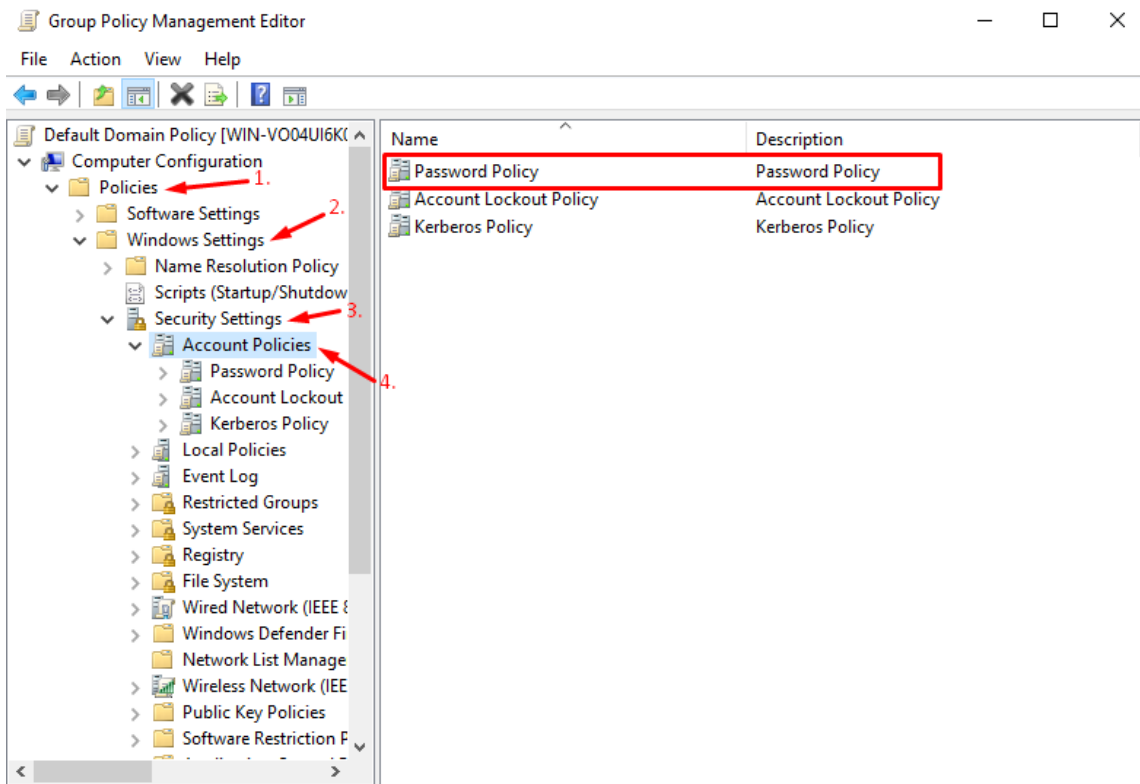 Group Policy Management Editor
File Action View Help
Default Domain Policy [WIN-VO04UI6K
Computer Configuration
Policies
1.
Software Settings
2.
Windows Settings
Name Resolution Policy
Scripts (Startup/Shutdow
3.
Security Settings
Account Policies
4.
Password Policy
Account Lockout
Kerberos Policy
Local Policies
Event Log
Restricted Groups
System Services
Registry
File System
Wired Network (IEEE 8
Windows Defender Fi
Network List Manage
Wireless Network (IEE
Public Key Policies
Software Restriction P
Name Description
Password Policy Password Policy
Account Lockout Policy Account Lockout Policy
Kerberos Policy Kerberos Policy